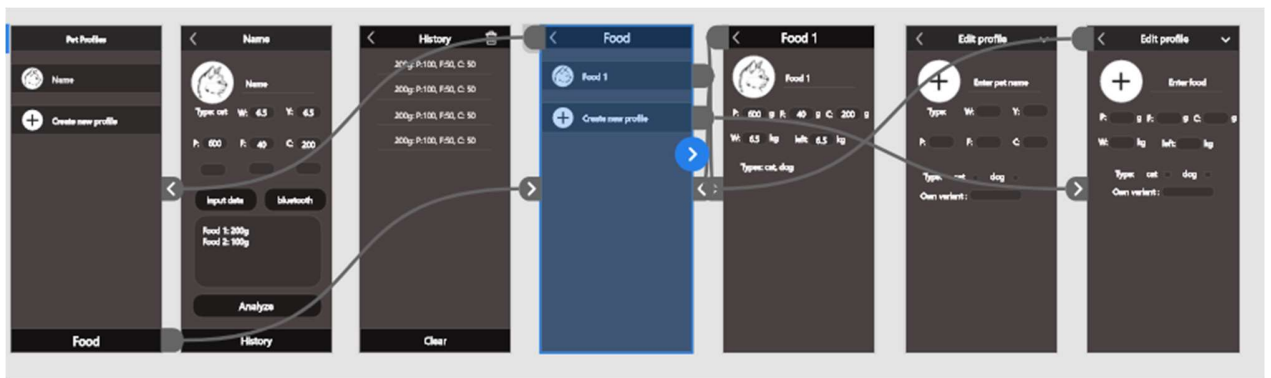 Pet Profiles
Name
Create new profile
Food
Name
Name
Type: cat W: 6.5 Y: 4.5
P: 600 F: 40 C: 200
Input data bluetooth
Food 1: 200g
Food 2: 100g
Analyze
History
History
200g: P:100, F:50, C: 50
200g: P:100, F:50, C: 50
200g: P:100, F:50, C: 50
200g: P:100, F:50, C: 50
Clear
Food
Food 1
Create new profile
Food 1
Food 1
P: 600 g F: 40 g C: 200 g
W: 6.5 kg left: 6.5 kg
Types: cat, dog
Edit profile
Enter pet name
Type: W: Y:
P: F: C:
Type: cat dog
Own variant:
Edit profile
Enter food
P: g F: g C: g
W: kg left: kg
Type: cat dog
Own variant: